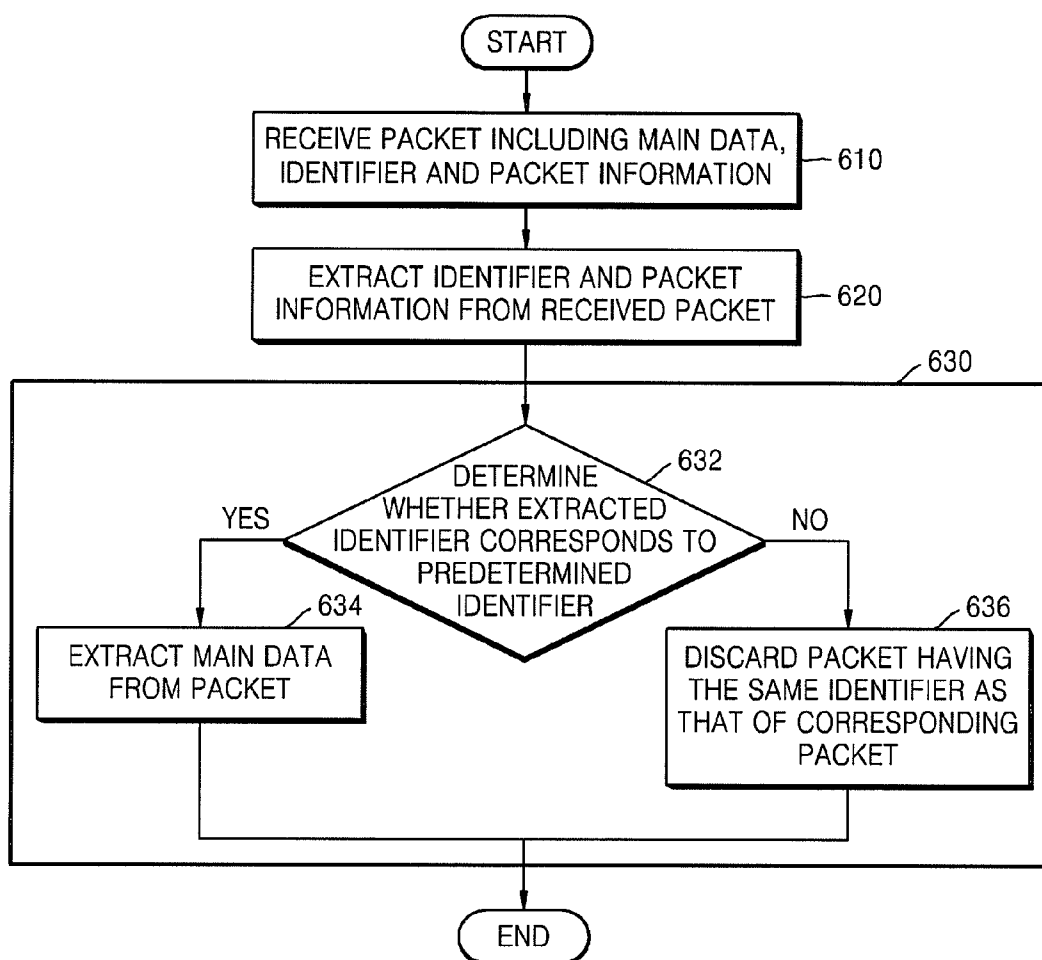 START
RECEIVE PACKET INCLUDING MAIN DATA,
IDENTIFIER AND PACKET INFORMATION
610
EXTRACT IDENTIFIER AND PACKET
INFORMATION FROM RECEIVED PACKET
620
630
632
DETERMINE
WHETHER EXTRACTED
IDENTIFIER CORRESPONDS TO
PREDETERMINED
IDENTIFIER
YES
NO
634
EXTRACT MAIN DATA
FROM PACKET
636
DISCARD PACKET HAVING
THE SAME IDENTIFIER AS
THAT OF CORRESPONDING
PACKET
END